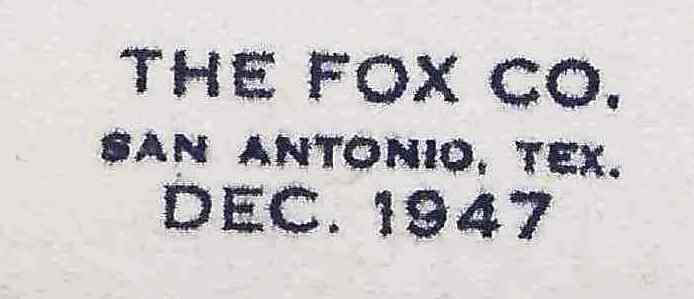 THE FOX CO.
SAN ANTONIO, TEX.
DEC. 1947